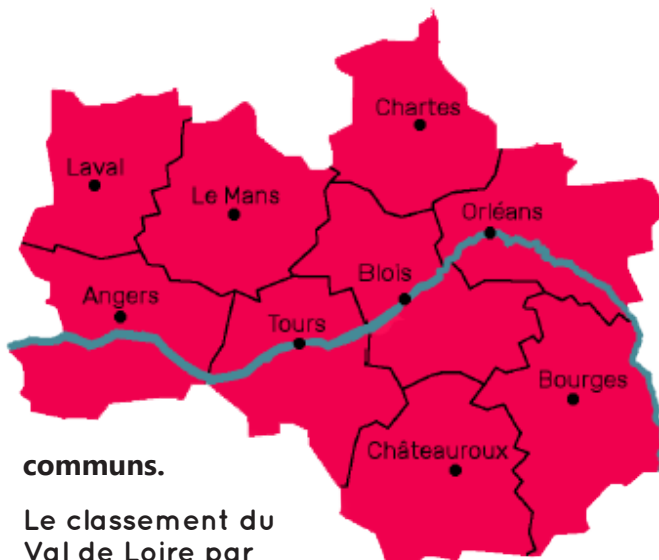 Chartes
Laval
Le Mans
Orléans
Blois
Angers
Tours
Bourges
Châteauroux
communs.
Le classement du
Val de Loire par